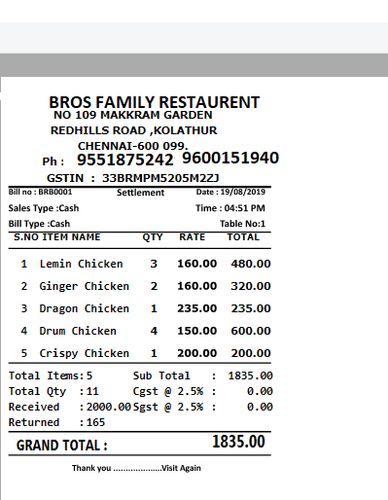 BROS FAMILY RESTAURENT
NO 109 MAKKRAM GARDEN
REDHILLS ROAD ,KOLATHUR
CHENNAI-600 099.
Ph : 9551875242 9600151940
GSTIN : 33BRMPM5205M2ZJ
Bill no : BRB0001 Settlement Date : 19/08/2019
Sales Type :Cash Time : 04:51 PM
Bill Type :Cash Table No:1
S.NO ITEM NAME QTY RATE TOTAL
1 Lemin Chicken 3 160.00 480.00
2 Ginger Chicken 2 160.00 320.00
3 Dragon Chicken 1 235.00 235.00
4 Drum Chicken 4 150.00 600.00
5 Crispy Chicken 1 200.00 200.00
Total Items:5 Sub Total : 1835.00
Total Qty :11 Cgst @ 2.5% : 0.00
Received :2000.00 Sgst @ 2.5% : 0.00
Returned :165
GRAND TOTAL : 1835.00
Thank you ....................Visit Again